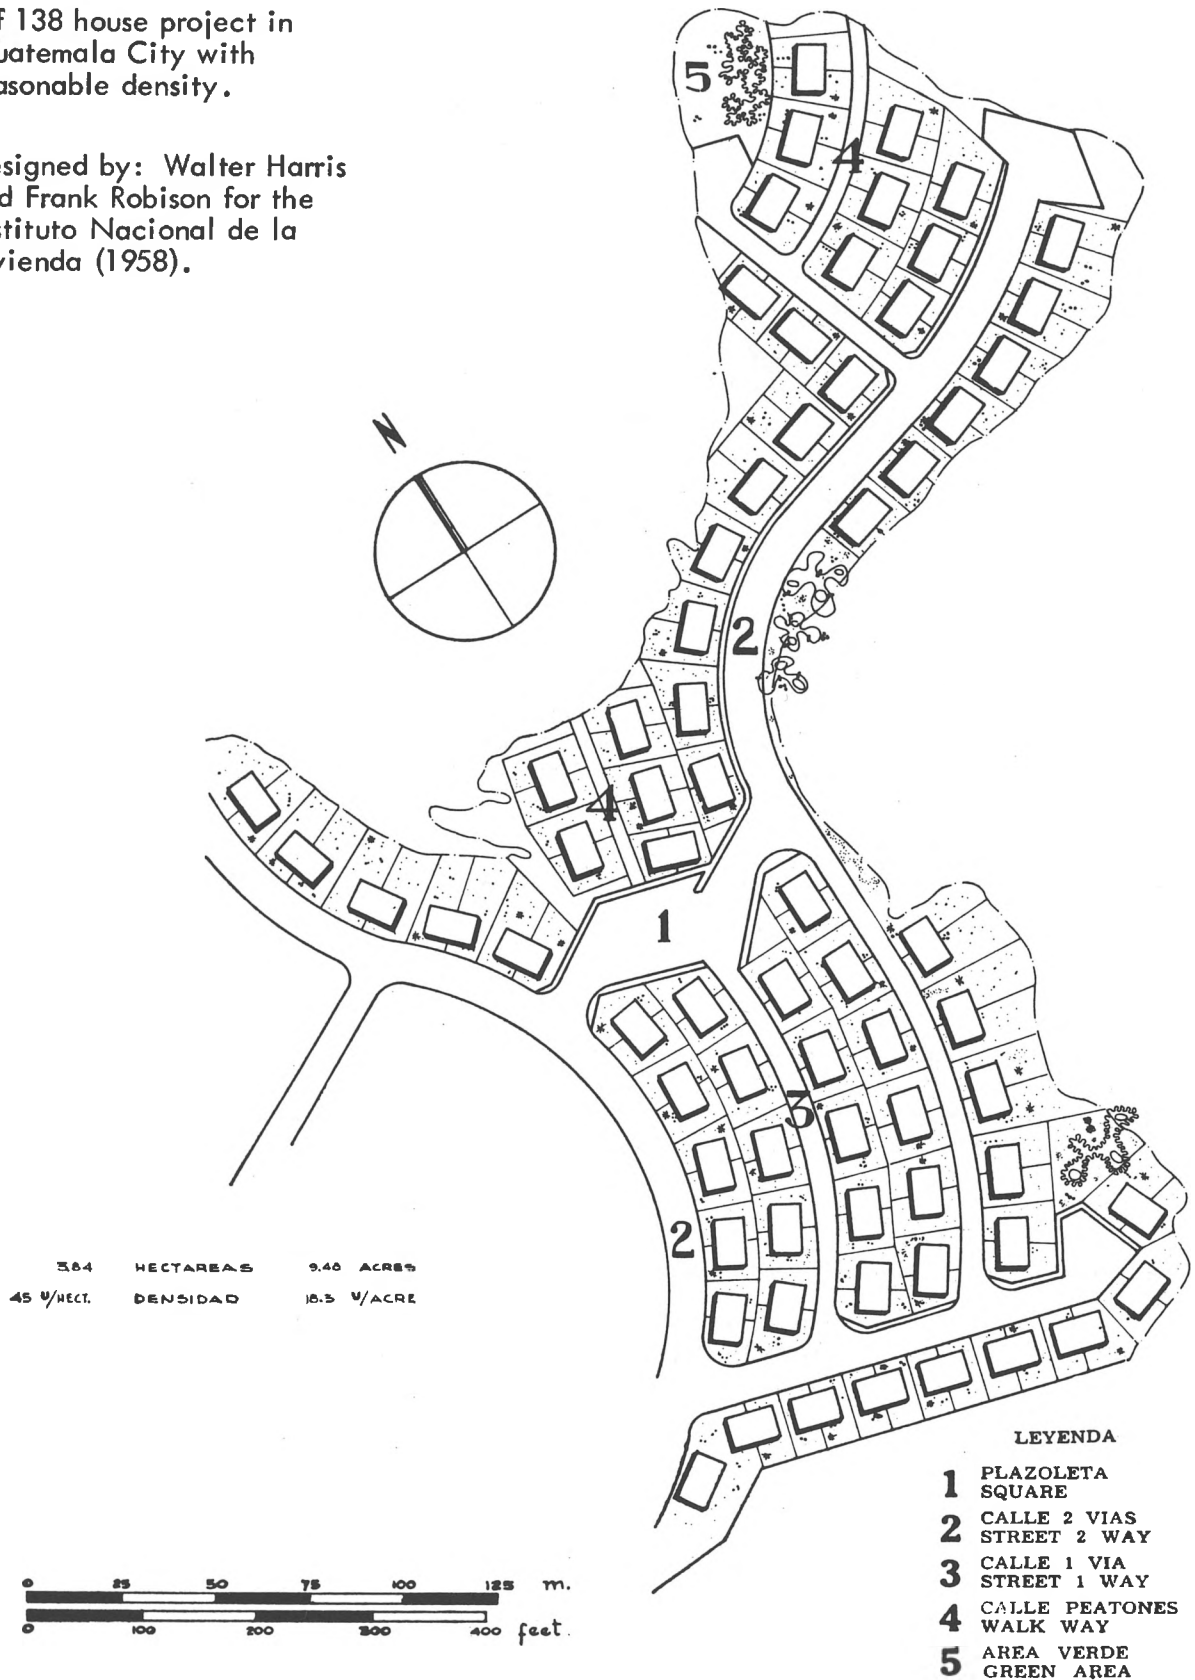 f 138 house project in
uatemala City with
asonable density.
esigned by: Walter Harris
d Frank Robison for the
stituto Nacional de la
vienda (1958).
5
4
N
2
4
1
3
2
3.84 HECTAREAS 9.48 ACRES
45 U/HECT. DENSIDAD 18.3 U/ACRE
LEYENDA
1 PLAZOLETA
SQUARE
2 CALLE 2 VIAS
STREET 2 WAY
3 CALLE 1 VIA
STREET 1 WAY
4 CALLE PEATONES
WALK WAY
5 AREA VERDE
GREEN AREA
0 25 50 75 100 125 m.
0 100 200 300 400 feet.